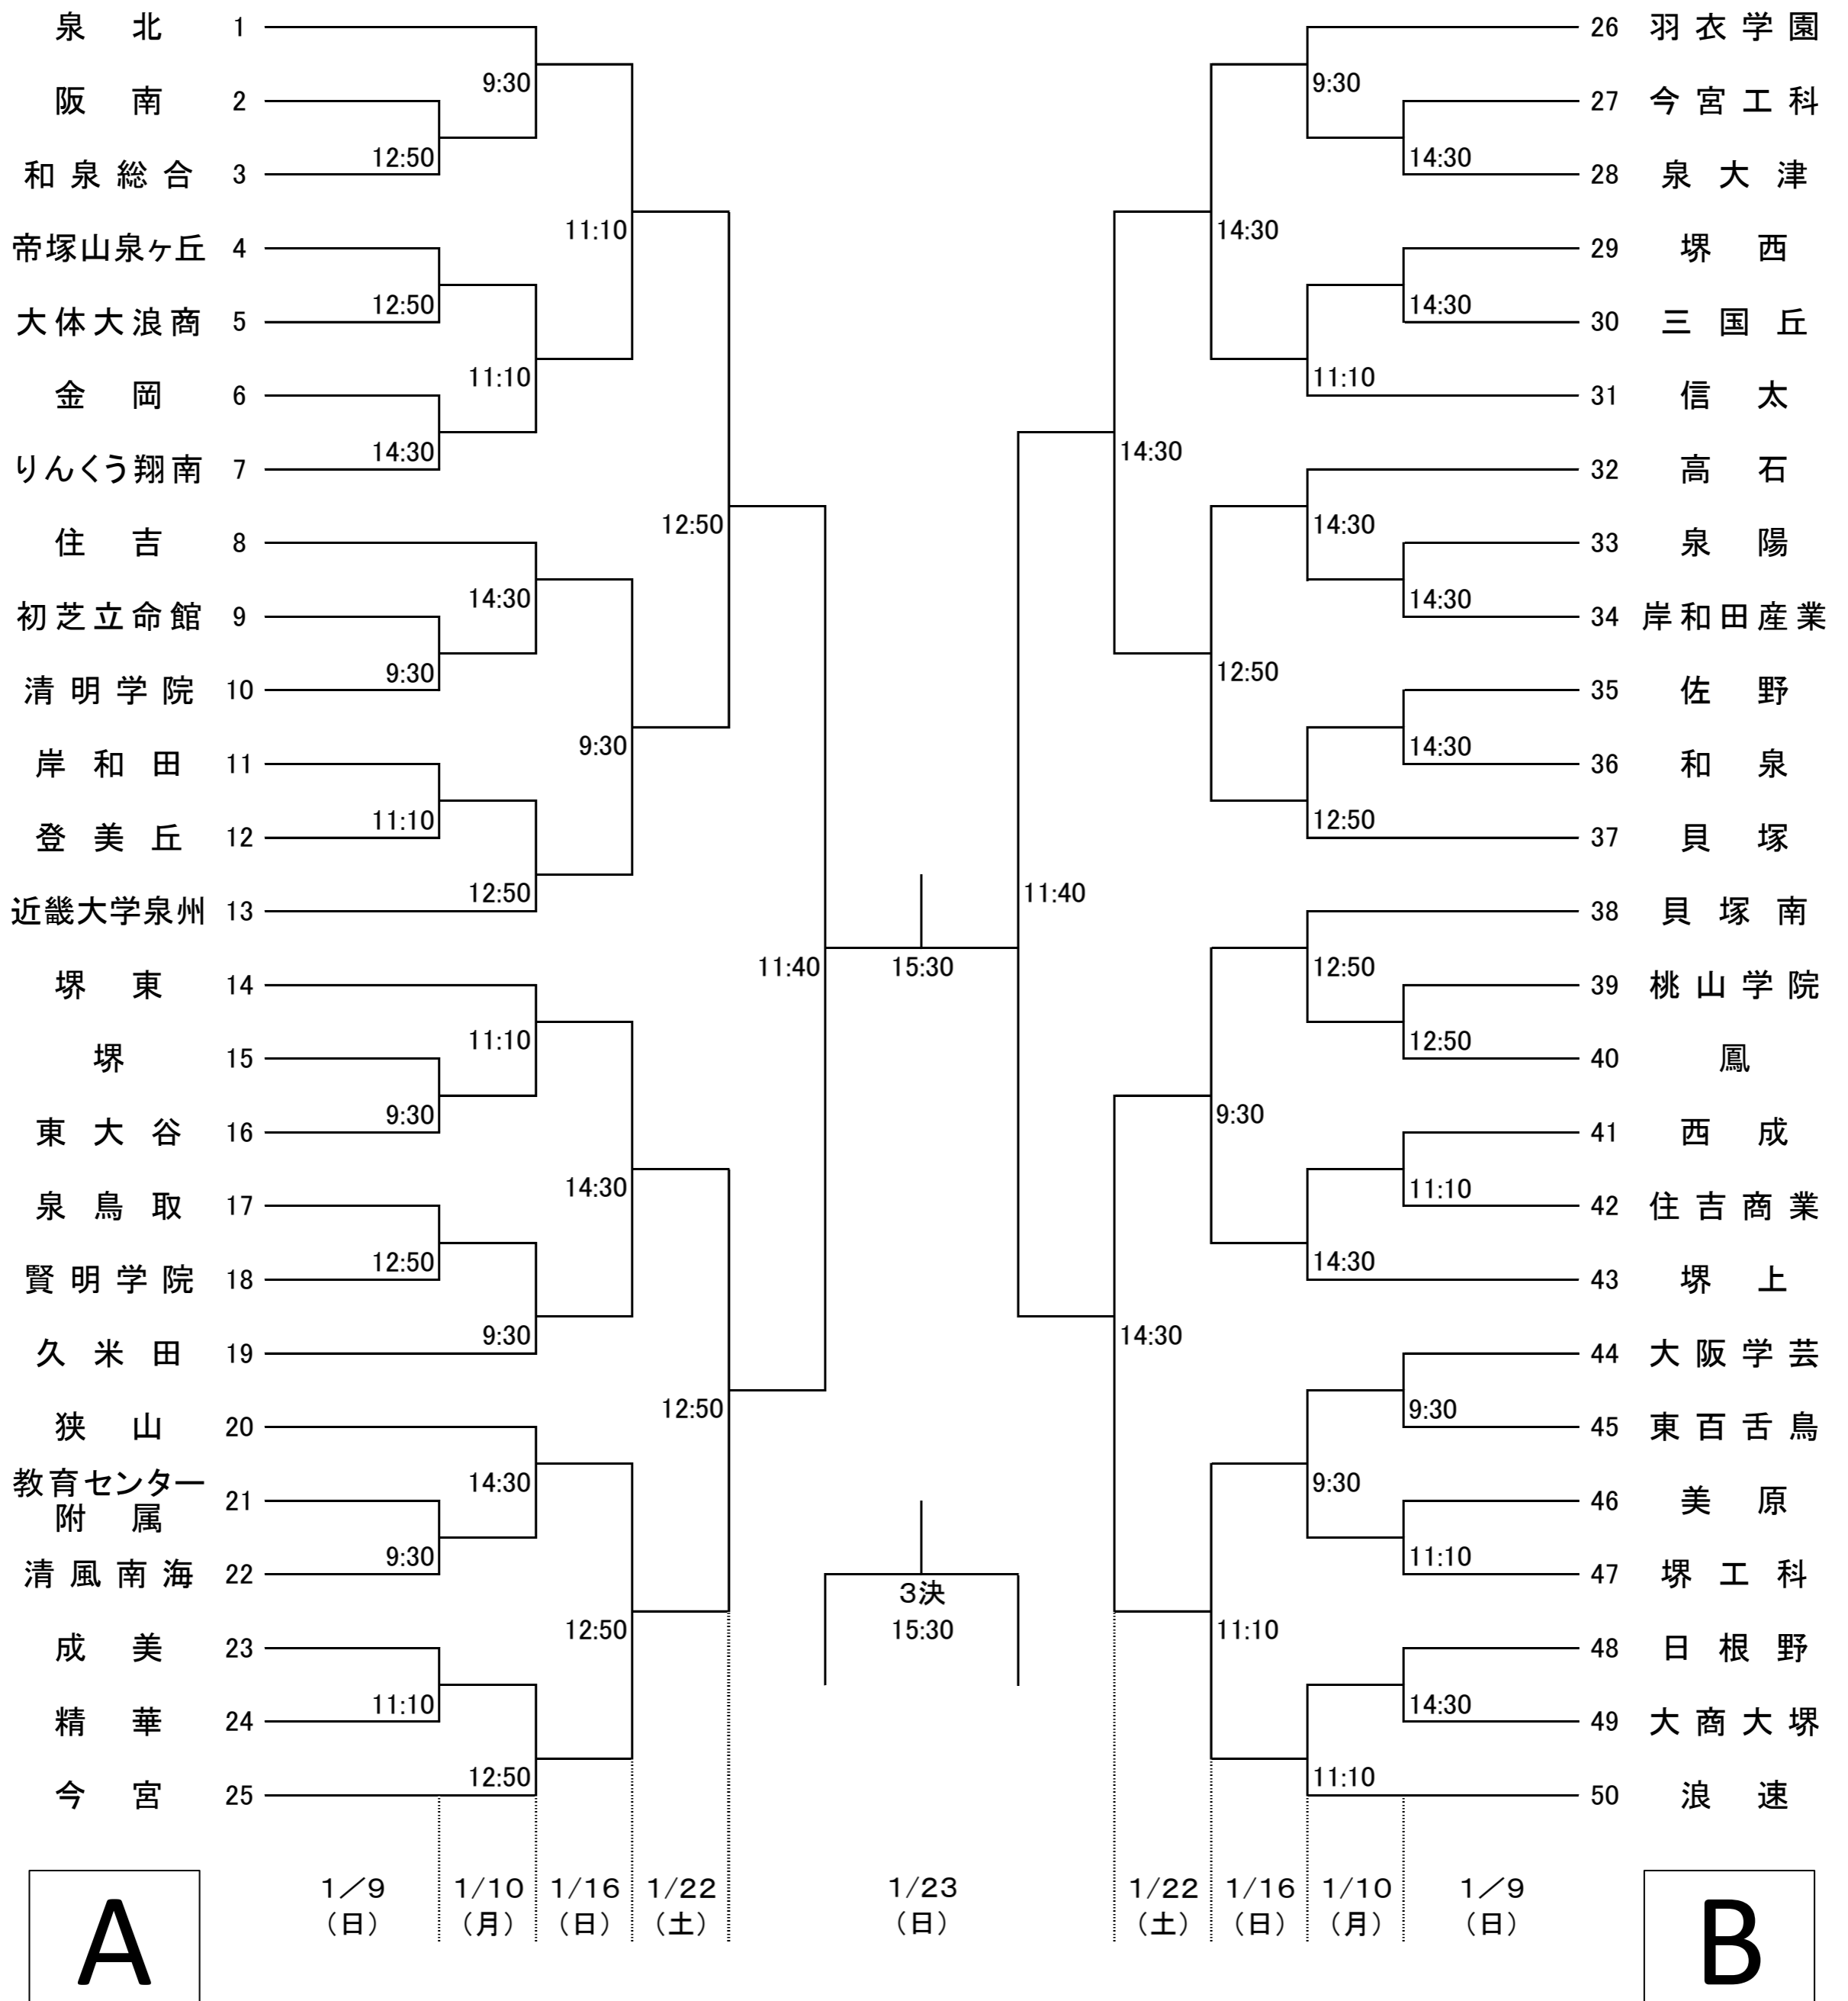 泉北 1
阪南 2
和泉総合 3
帝塚山泉ヶ丘 4
大体大浪商 5
金岡 6
りんくう翔南 7
住吉 8
初芝立命館 9
清明学院 10
岸和田 11
登美丘 12
近畿大学泉州 13
堺東 14
堺 15
東大谷 16
泉鳥取 17
賢明学院 18
久米田 19
狭山 20
教育センター
附属 21
清風南海 22
成美 23
精華 24
今宮 25
12:50
12:50
14:30
9:30
11:10
9:30
12:50
9:30
11:10
9:30
11:10
14:30
12:50
11:10
9:30
14:30
12:50
11:10
9:30
14:30
12:50
12:50
12:50
11:40
15:30
11:40
3決
15:30
14:30
14:30
14:30
12:50
9:30
11:10
9:30
11:10
14:30
12:50
12:50
14:30
9:30
11:10
14:30
14:30
14:30
14:30
12:50
11:10
9:30
11:10
14:30
26 羽衣学園
27 今宮工科
28 泉大津
29 堺西
30 三国丘
31 信太
32 高石
33 泉陽
34 岸和田産業
35 佐野
36 和泉
37 貝塚
38 貝塚南
39 桃山学院
40 鳳
41 西成
42 住吉商業
43 堺上
44 大阪学芸
45 東百舌鳥
46 美原
47 堺工科
48 日根野
49 大商大堺
50 浪速
1／9 1/10 1/16 1/22 1/23 1/22 1/16 1/10 1／9
（日） （月） （日） （土） （日） （土） （日） （月） （日）
A B